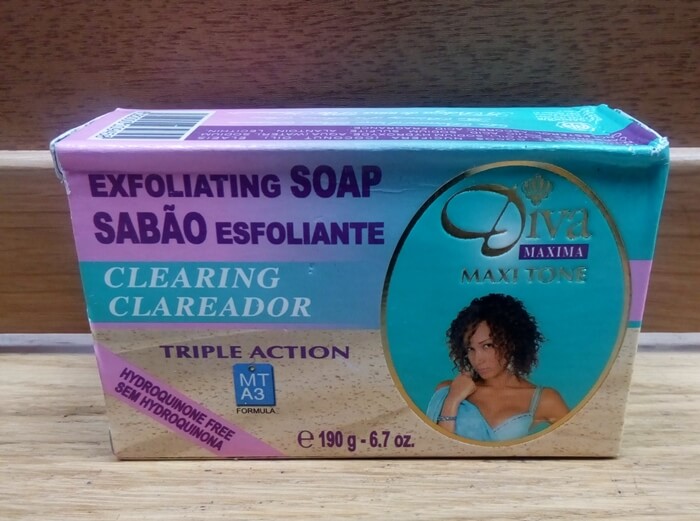 EXFOLIATING SOAP
SABÃO ESFOLIANTE
CLEARING
CLAREADOR
TRIPLE ACTION
MT
A3
FORMULA
HYDROQUINONE FREE
SEM HYDROQUINONA
e 190 g - 6.7 oz.
Diva
MAXIMA
MAXI TONE